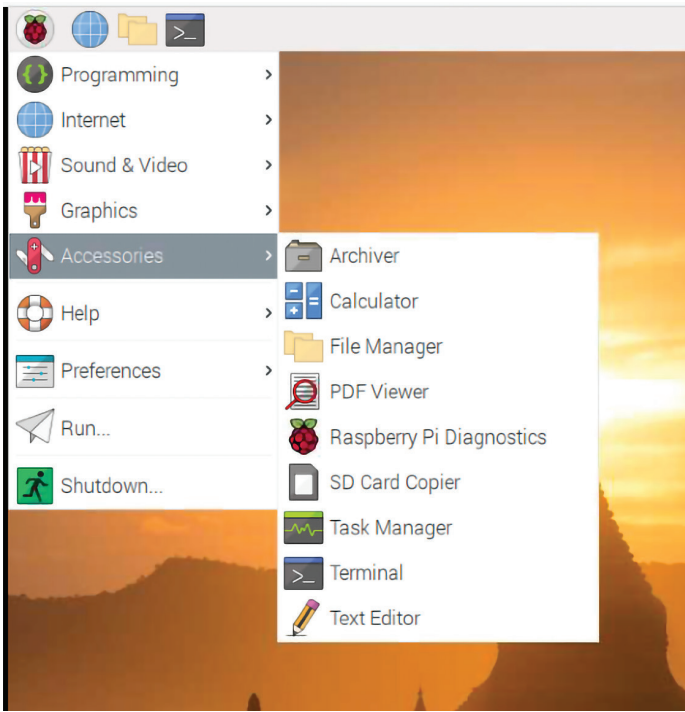 Programming
Internet
Sound & Video
Graphics
Accessories
Help
Preferences
Run...
Shutdown...
Archiver
Calculator
File Manager
PDF Viewer
Raspberry Pi Diagnostics
SD Card Copier
Task Manager
Terminal
Text Editor